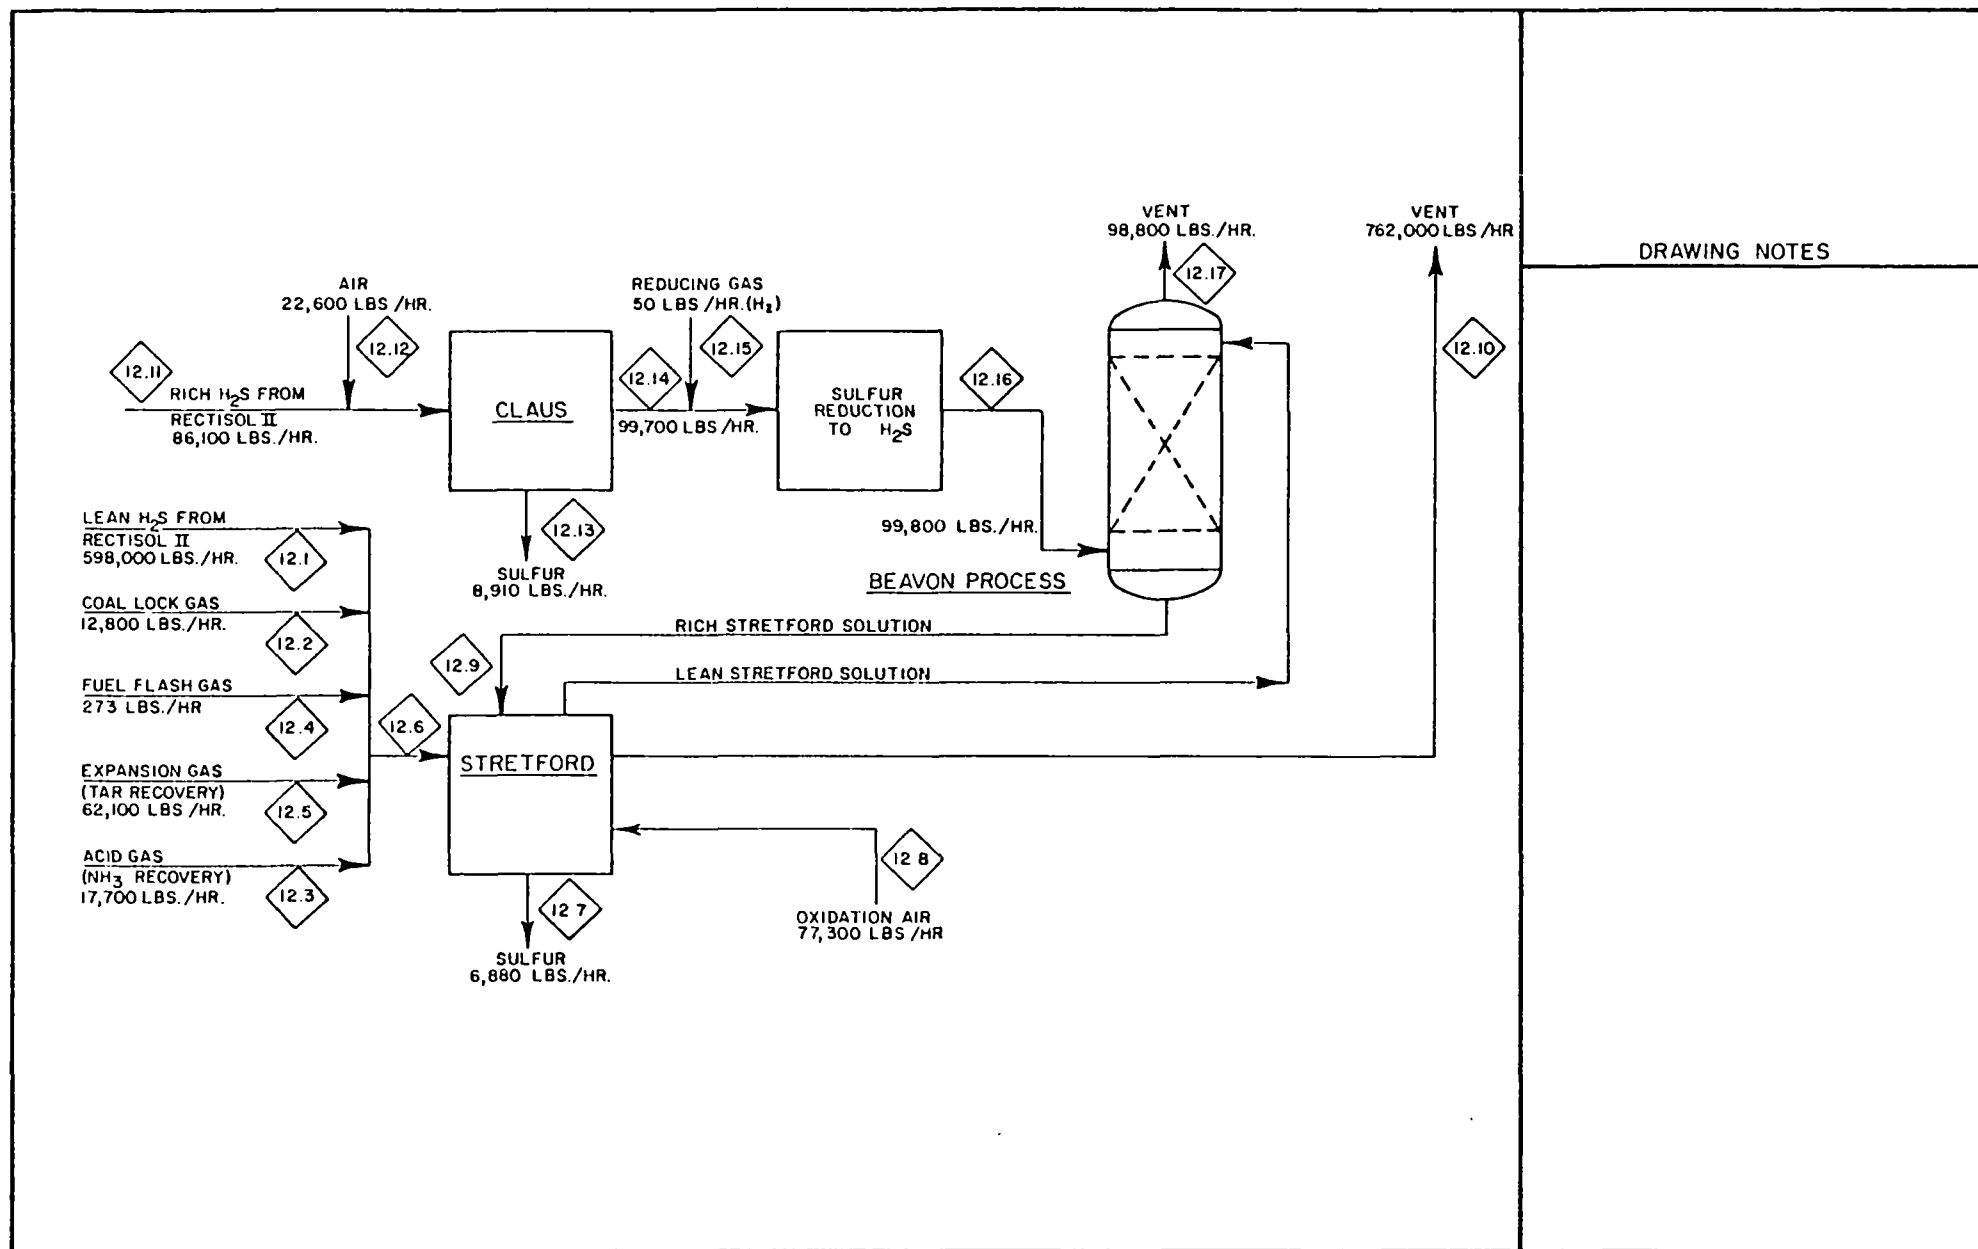 VENT
98,800 LBS./HR.
12.17
VENT
762,000 LBS/HR
12.10
DRAWING NOTES
AIR
22,600 LBS /HR.
12.12
REDUCING GAS
50 LBS /HR.(H2)
12.15
12.11
RICH H2S FROM
RECTISOL II
86,100 LBS./HR.
CLAUS
12.14
99,700 LBS /HR.
SULFUR
REDUCTION
TO H2S
12.16
99,800 LBS./HR.
12.13
SULFUR
8,910 LBS./HR.
BEAVON PROCESS
LEAN H2S FROM
RECTISOL II
598,000 LBS./HR.
12.1
COAL LOCK GAS
12,800 LBS./HR.
12.2
FUEL FLASH GAS
273 LBS./HR
12.4
EXPANSION GAS
(TAR RECOVERY)
62,100 LBS /HR.
12.5
ACID GAS
(NH3 RECOVERY)
17,700 LBS./HR.
12.3
12.6
RICH STRETFORD SOLUTION
12.9
LEAN STRETFORD SOLUTION
STRETFORD
12 8
OXIDATION AIR
77,300 LBS /HR
12 7
SULFUR
6,880 LBS./HR.